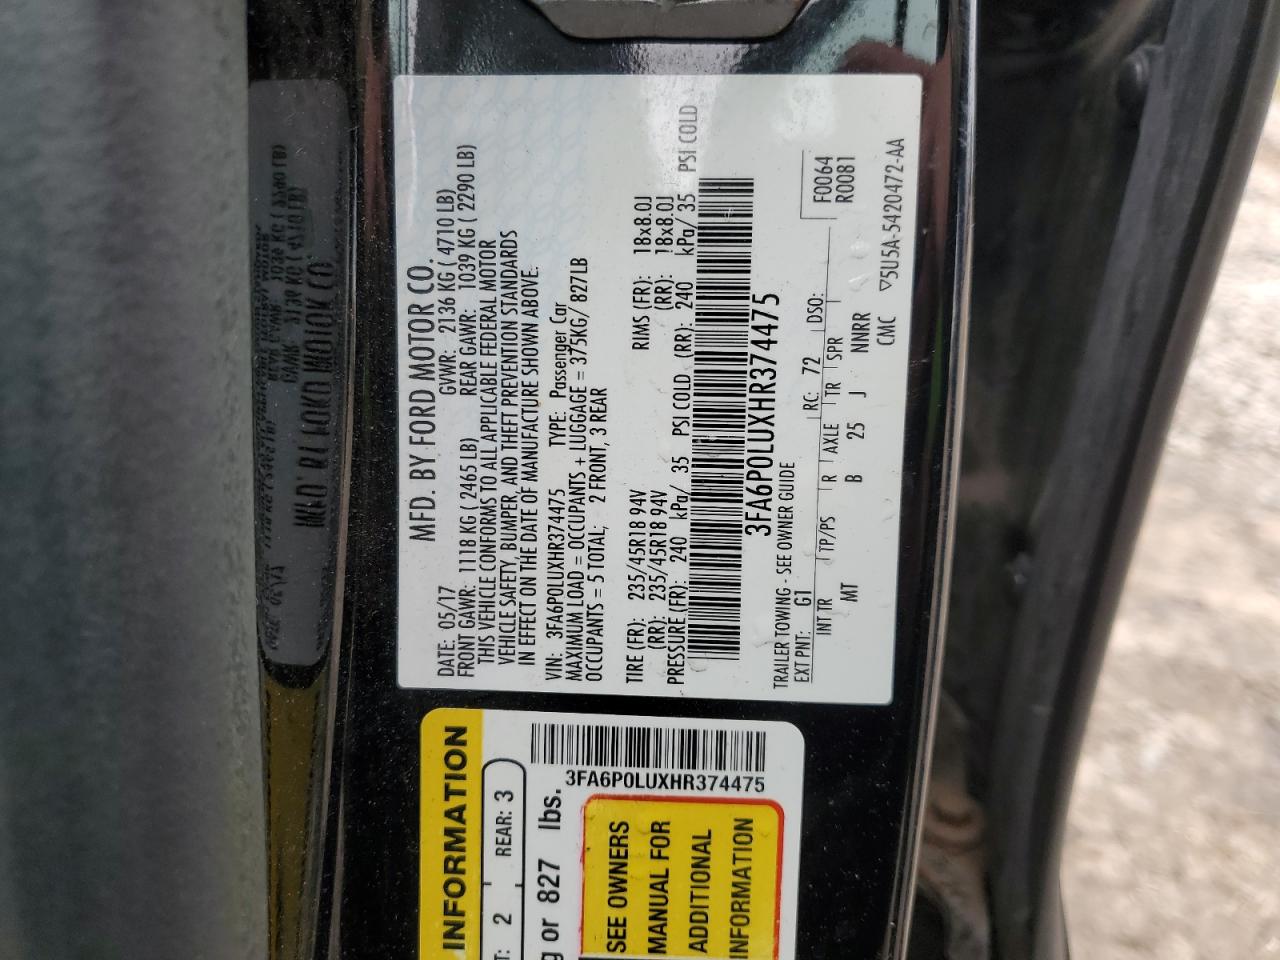 MFD. BY FORD MOTOR CO.
DATE: 05/17 GVWR: 2136 KG ( 4710 LB)
FRONT GAWR: 1118 KG ( 2465 LB) REAR GAWR: 1039 KG ( 2290 LB)
THIS VEHICLE CONFORMS TO ALL APPLICABLE FEDERAL MOTOR
VEHICLE SAFETY, BUMPER, AND THEFT PREVENTION STANDARDS
IN EFFECT ON THE DATE OF MANUFACTURE SHOWN ABOVE.
VIN: 3FA6P0LUXHR374475 TYPE: Passenger Car
MAXIMUM LOAD = OCCUPANTS + LUGGAGE = 375KG/ 827LB
OCCUPANTS = 5 TOTAL; 2 FRONT, 3 REAR
TIRE (FR): 235/45R18 94V RIMS (FR): 18x8.0J
(RR): 235/45R18 94V (RR): 18x8.0J
PRESSURE (FR): 240 kPa/ 35 PSI COLD (RR): 240 kPa/ 35 PSI COLD
3FA6P0LUXHR374475
TRAILER TOWING - SEE OWNER GUIDE
EXT PNT: G1 RC: 72 DSO: F0064
R0081
INT TR TP/PS R AXLE TR SPR
MT B 25 J NNRR
CMC ▽5U5A-5420472-AA
INFORMATION
2 REAR: 3
g or 827 lbs.
3FA6P0LUXHR374475
SEE OWNERS
MANUAL FOR
ADDITIONAL
INFORMATION